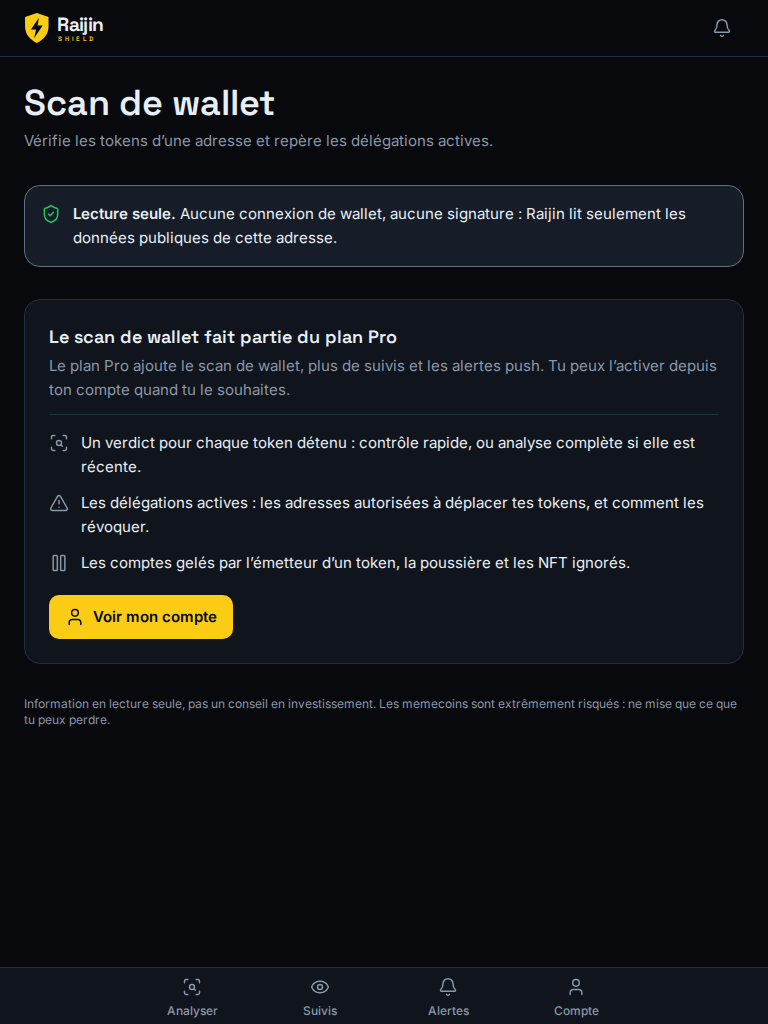 Raijin
SHIELD
Scan de wallet
Vérifie les tokens d’une adresse et repère les délégations actives.
Lecture seule. Aucune connexion de wallet, aucune signature : Raijin lit seulement les
données publiques de cette adresse.
Le scan de wallet fait partie du plan Pro
Le plan Pro ajoute le scan de wallet, plus de suivis et les alertes push. Tu peux l’activer depuis
ton compte quand tu le souhaites.
Un verdict pour chaque token détenu : contrôle rapide, ou analyse complète si elle est
récente.
Les délégations actives : les adresses autorisées à déplacer tes tokens, et comment les
révoquer.
Les comptes gelés par l’émetteur d’un token, la poussière et les NFT ignorés.
Voir mon compte
Information en lecture seule, pas un conseil en investissement. Les memecoins sont extrêmement risqués : ne mise que ce que
tu peux perdre.
Analyser
Suivis
Alertes
Compte